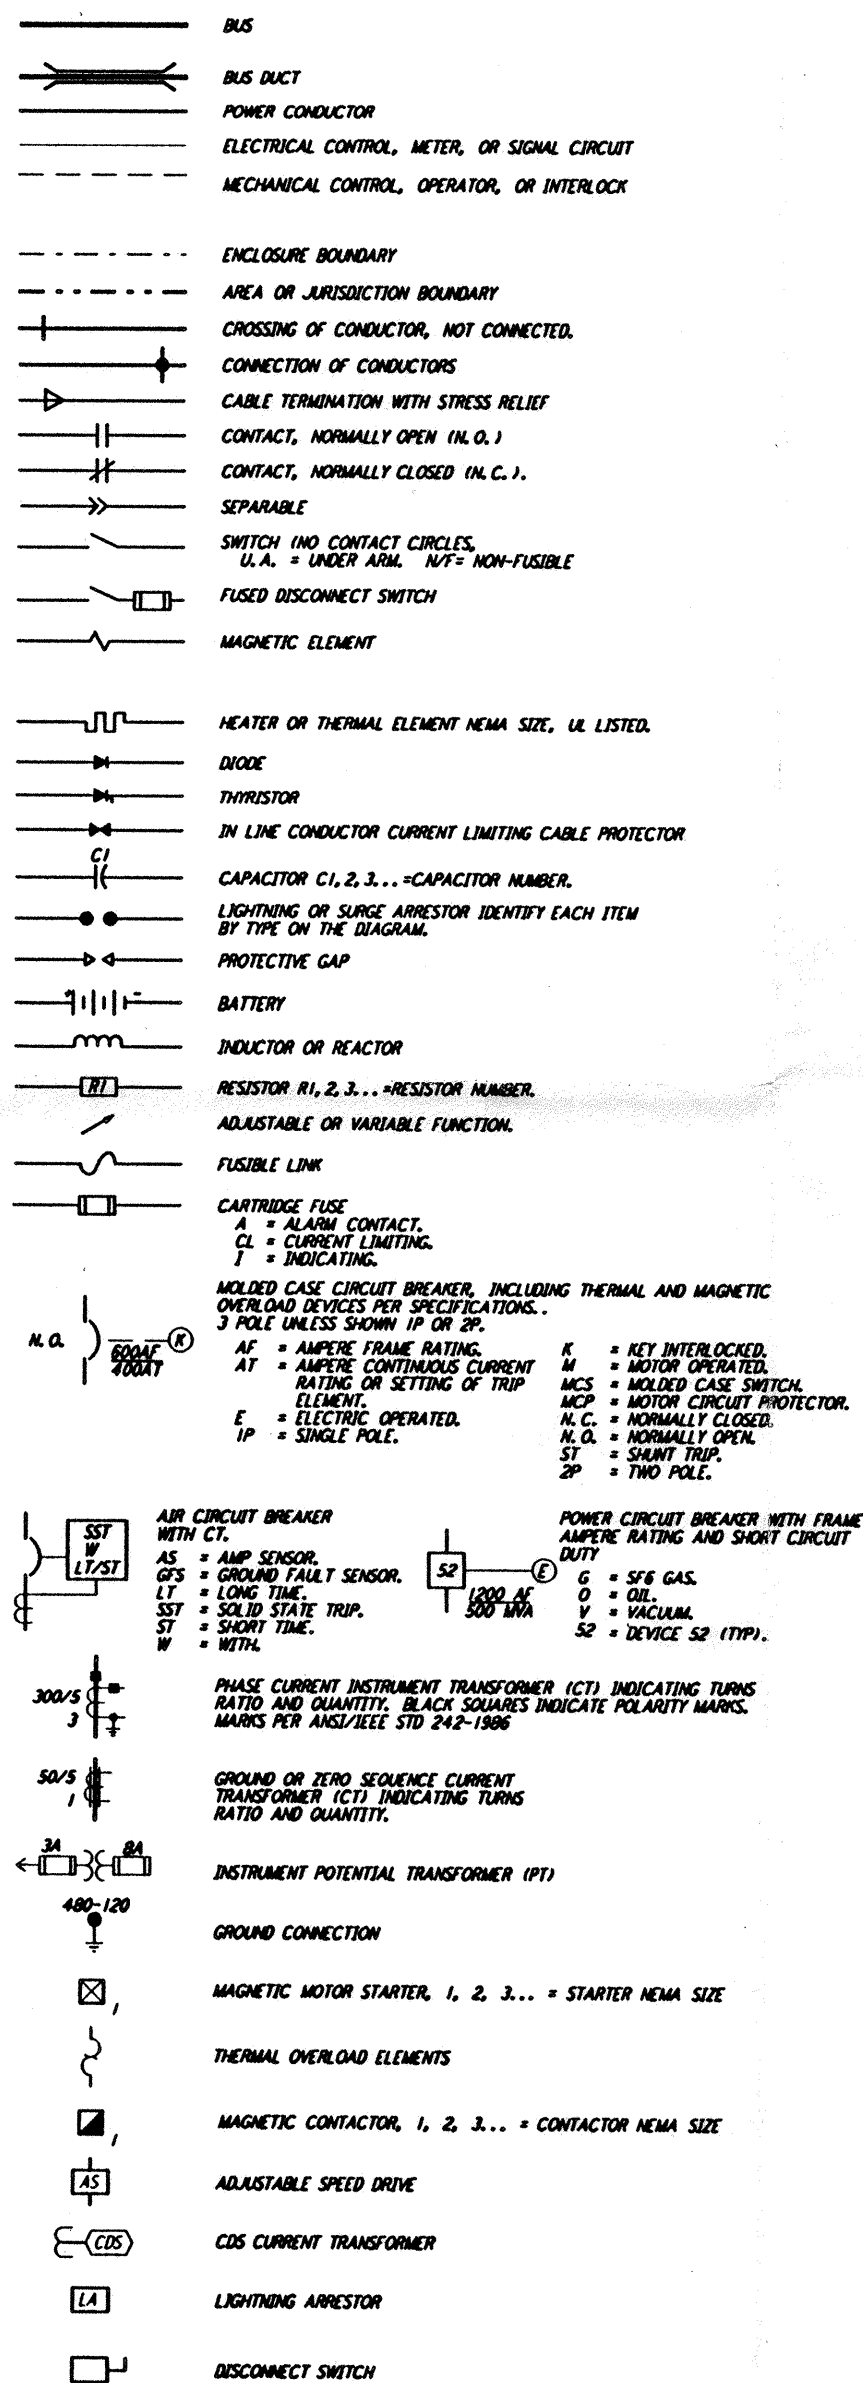 BUS
BUS DUCT
POWER CONDUCTOR
ELECTRICAL CONTROL, METER, OR SIGNAL CIRCUIT
MECHANICAL CONTROL, OPERATOR, OR INTERLOCK
ENCLOSURE BOUNDARY
AREA OR JURISDICTION BOUNDARY
CROSSING OF CONDUCTOR, NOT CONNECTED.
CONNECTION OF CONDUCTORS
CABLE TERMINATION WITH STRESS RELIEF
CONTACT, NORMALLY OPEN (N.O.)
CONTACT, NORMALLY CLOSED (N.C.).
SEPARABLE
SWITCH (NO CONTACT CIRCLES,
U.A. = UNDER ARM. N/F= NON-FUSIBLE
FUSED DISCONNECT SWITCH
MAGNETIC ELEMENT
HEATER OR THERMAL ELEMENT NEMA SIZE, UL LISTED.
DIODE
THYRISTOR
IN LINE CONDUCTOR CURRENT LIMITING CABLE PROTECTOR
C1
CAPACITOR C1,2,3...=CAPACITOR NUMBER.
LIGHTNING OR SURGE ARRESTOR IDENTIFY EACH ITEM
BY TYPE ON THE DIAGRAM.
PROTECTIVE GAP
+ -
BATTERY
INDUCTOR OR REACTOR
R1
RESISTOR R1,2,3...=RESISTOR NUMBER.
ADJUSTABLE OR VARIABLE FUNCTION.
FUSIBLE LINK
CARTRIDGE FUSE
A = ALARM CONTACT.
CL = CURRENT LIMITING.
I = INDICATING.
MOLDED CASE CIRCUIT BREAKER, INCLUDING THERMAL AND MAGNETIC
OVERLOAD DEVICES PER SPECIFICATIONS..
3 POLE UNLESS SHOWN 1P OR 2P.
N.O.
K
600AF
400AT
AF = AMPERE FRAME RATING.
AT = AMPERE CONTINUOUS CURRENT
RATING OR SETTING OF TRIP
ELEMENT.
E = ELECTRIC OPERATED.
1P = SINGLE POLE.
K = KEY INTERLOCKED.
M = MOTOR OPERATED.
MCS = MOLDED CASE SWITCH.
MCP = MOTOR CIRCUIT PROTECTOR.
N.C. = NORMALLY CLOSED.
N.O. = NORMALLY OPEN.
ST = SHUNT TRIP.
2P = TWO POLE.
SST
W
LT/ST
AIR CIRCUIT BREAKER
WITH CT.
AS = AMP SENSOR.
GFS = GROUND FAULT SENSOR.
LT = LONG TIME.
SST = SOLID STATE TRIP.
ST = SHORT TIME.
W = WITH.
52
E
1200 AF
500 MVA
POWER CIRCUIT BREAKER WITH FRAME
AMPERE RATING AND SHORT CIRCUIT
DUTY
G = SF6 GAS.
O = OIL.
V = VACUUM.
52 = DEVICE 52 (TYP).
300/5
3
PHASE CURRENT INSTRUMENT TRANSFORMER (CT) INDICATING TURNS
RATIO AND QUANTITY. BLACK SQUARES INDICATE POLARITY MARKS.
MARKS PER ANSI/IEEE STD 242-1986
50/5
1
GROUND OR ZERO SEQUENCE CURRENT
TRANSFORMER (CT) INDICATING TURNS
RATIO AND QUANTITY.
3A 8A
INSTRUMENT POTENTIAL TRANSFORMER (PT)
480-120
GROUND CONNECTION
1
MAGNETIC MOTOR STARTER, 1, 2, 3... = STARTER NEMA SIZE
THERMAL OVERLOAD ELEMENTS
1
MAGNETIC CONTACTOR, 1, 2, 3... = CONTACTOR NEMA SIZE
AS
ADJUSTABLE SPEED DRIVE
CDS
CDS CURRENT TRANSFORMER
LA
LIGHTNING ARRESTOR
DISCONNECT SWITCH